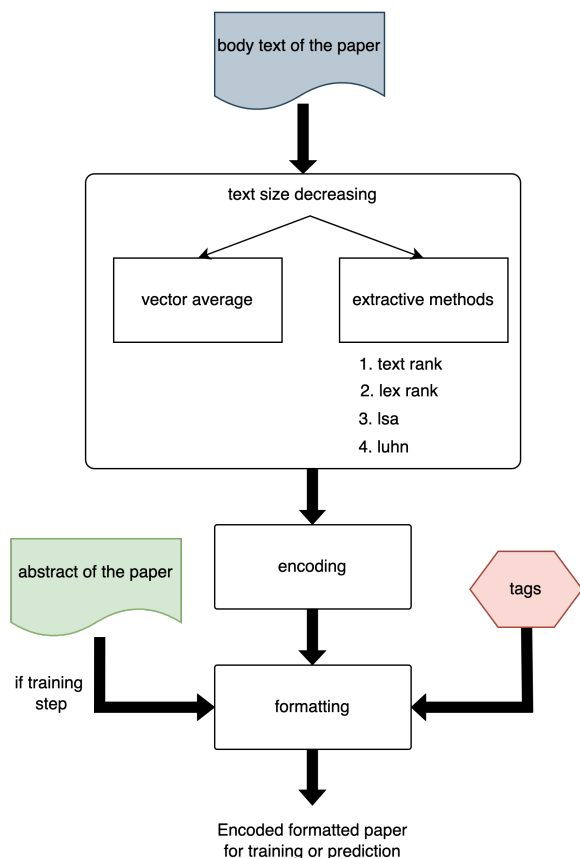 body text of the paper
text size decreasing
vector average
extractive methods
1. text rank
2. lex rank
3. lsa
4. luhn
encoding
abstract of the paper
tags
if training
step
formatting
Encoded formatted paper
for training or prediction